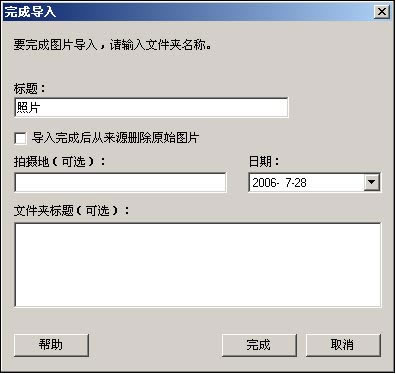 完成导入
要完成图片导入，请输入文件夹名称。
标题：
照片
导入完成后从来源删除原始图片
拍摄地（可选）： 日期：
2006- 7-28
文件夹标题（可选）：
帮助 完成 取消